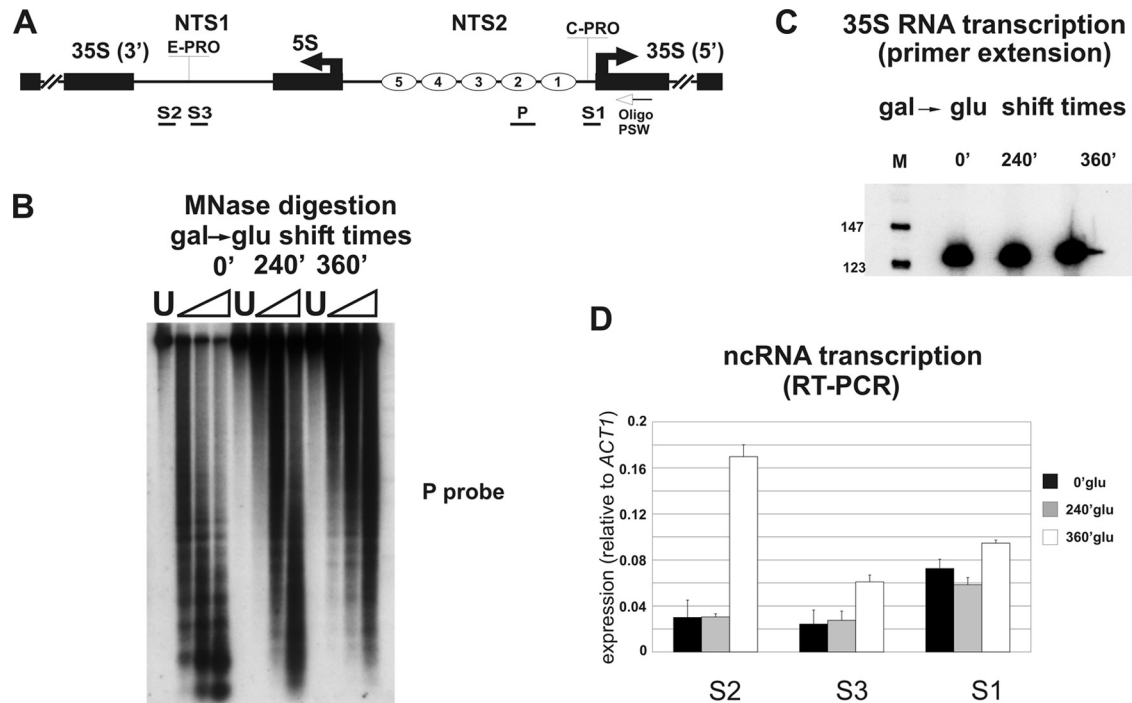 A
NTS1
NTS2
35S (3’)
E-PRO
5S
C-PRO
35S (5’)
5
4
3
2
1
S2
S3
P
S1
Oligo
PSW
B
MNase digestion
gal→glu shift times
0’ 240’ 360’
U
U
U
P probe
C
35S RNA transcription
(primer extension)
gal → glu shift times
M 0’ 240’ 360’
147
123
D
ncRNA transcription
(RT-PCR)
expression (relative to ACT1)
0.2
0.16
0.12
0.08
0.04
0
0’glu
240’glu
360’glu
S2
S3
S1